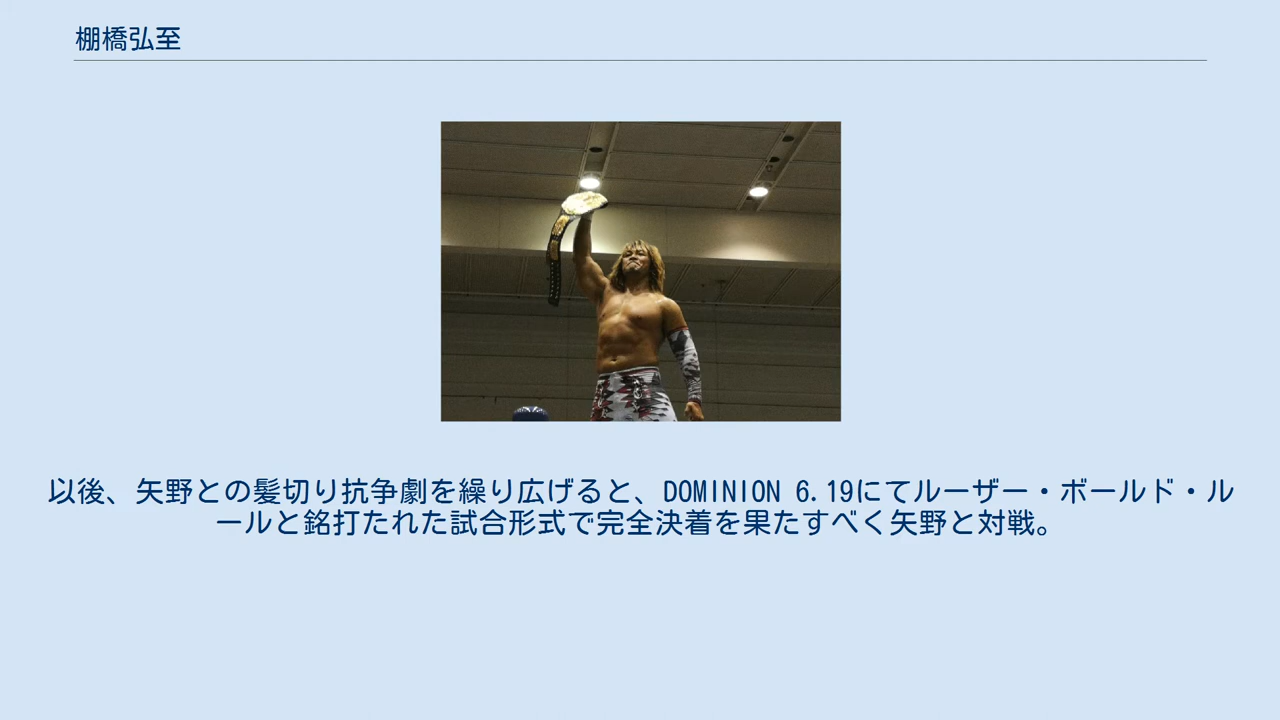 棚橋弘至
以後、矢野との髪切り抗争劇を繰り広げると、DOMINION 6.19にてルーザー・ボールド・ル
ールと銘打たれた試合形式で完全決着を果たすべく矢野と対戦。